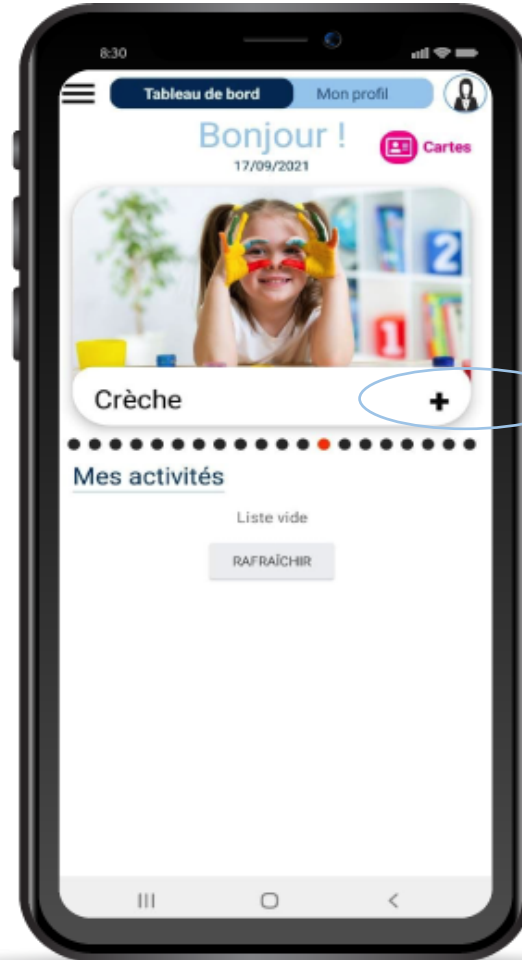 8:30
Tableau de bord
Mon profil
Bonjour !
Cartes
17/09/2021
2
1
Crèche
Mes activités
Liste vide
RAFRAÎCHIR